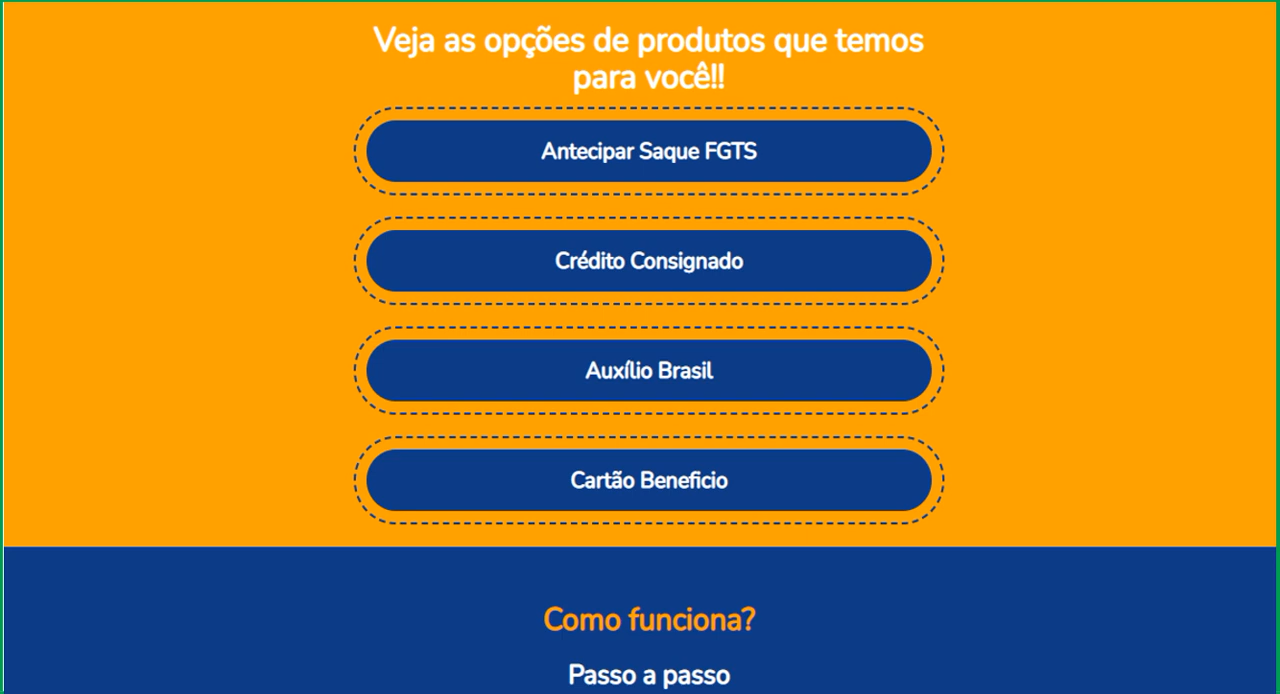 Veja as opções de produtos que temos
para você!!
Antecipar Saque FGTS
Crédito Consignado
Auxílio Brasil
Cartão Beneficio
Como funciona?
Passo a passo